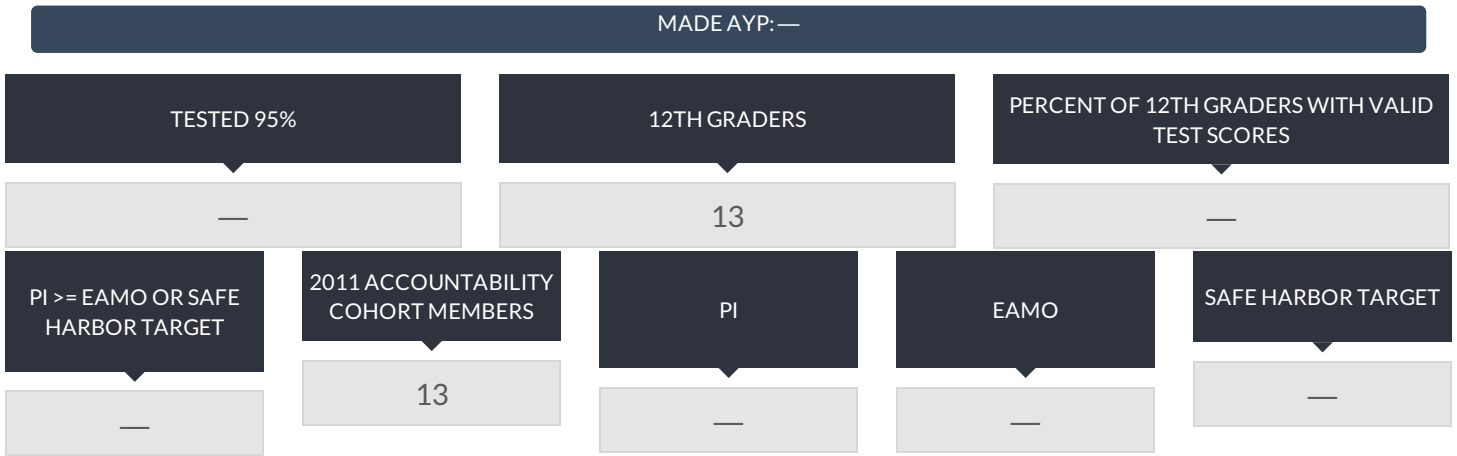 MADE AYP: —
TESTED 95%
12TH GRADERS
PERCENT OF 12TH GRADERS WITH VALID
TEST SCORES
—
13
—
PI >= EAMO OR SAFE
HARBOR TARGET
2011 ACCOUNTABILITY
COHORT MEMBERS
PI
EAMO
SAFE HARBOR TARGET
—
13
—
—
—